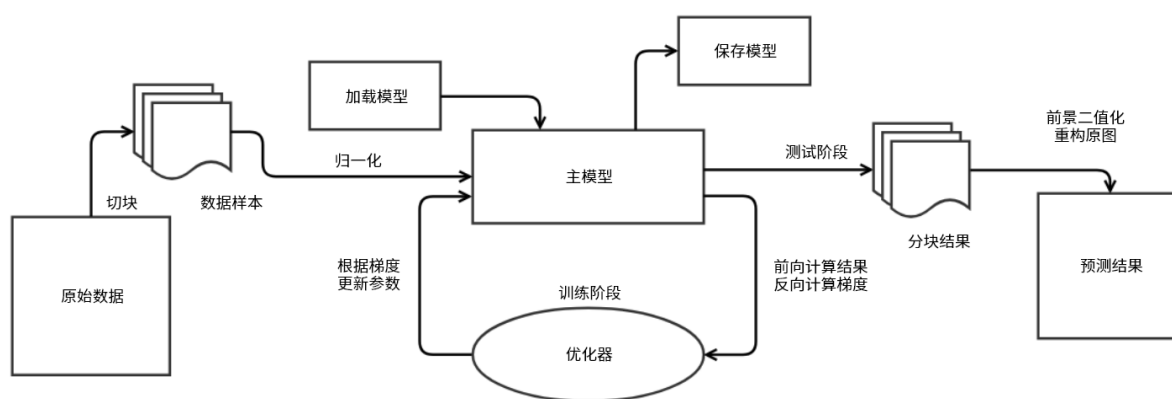 保存模型
加载模型
前景二值化
重构原图
测试阶段
归一化
主模型
切块
数据样本
分块结果
根据梯度
更新参数
前向计算结果
反向计算梯度
预测结果
原始数据
训练阶段
优化器